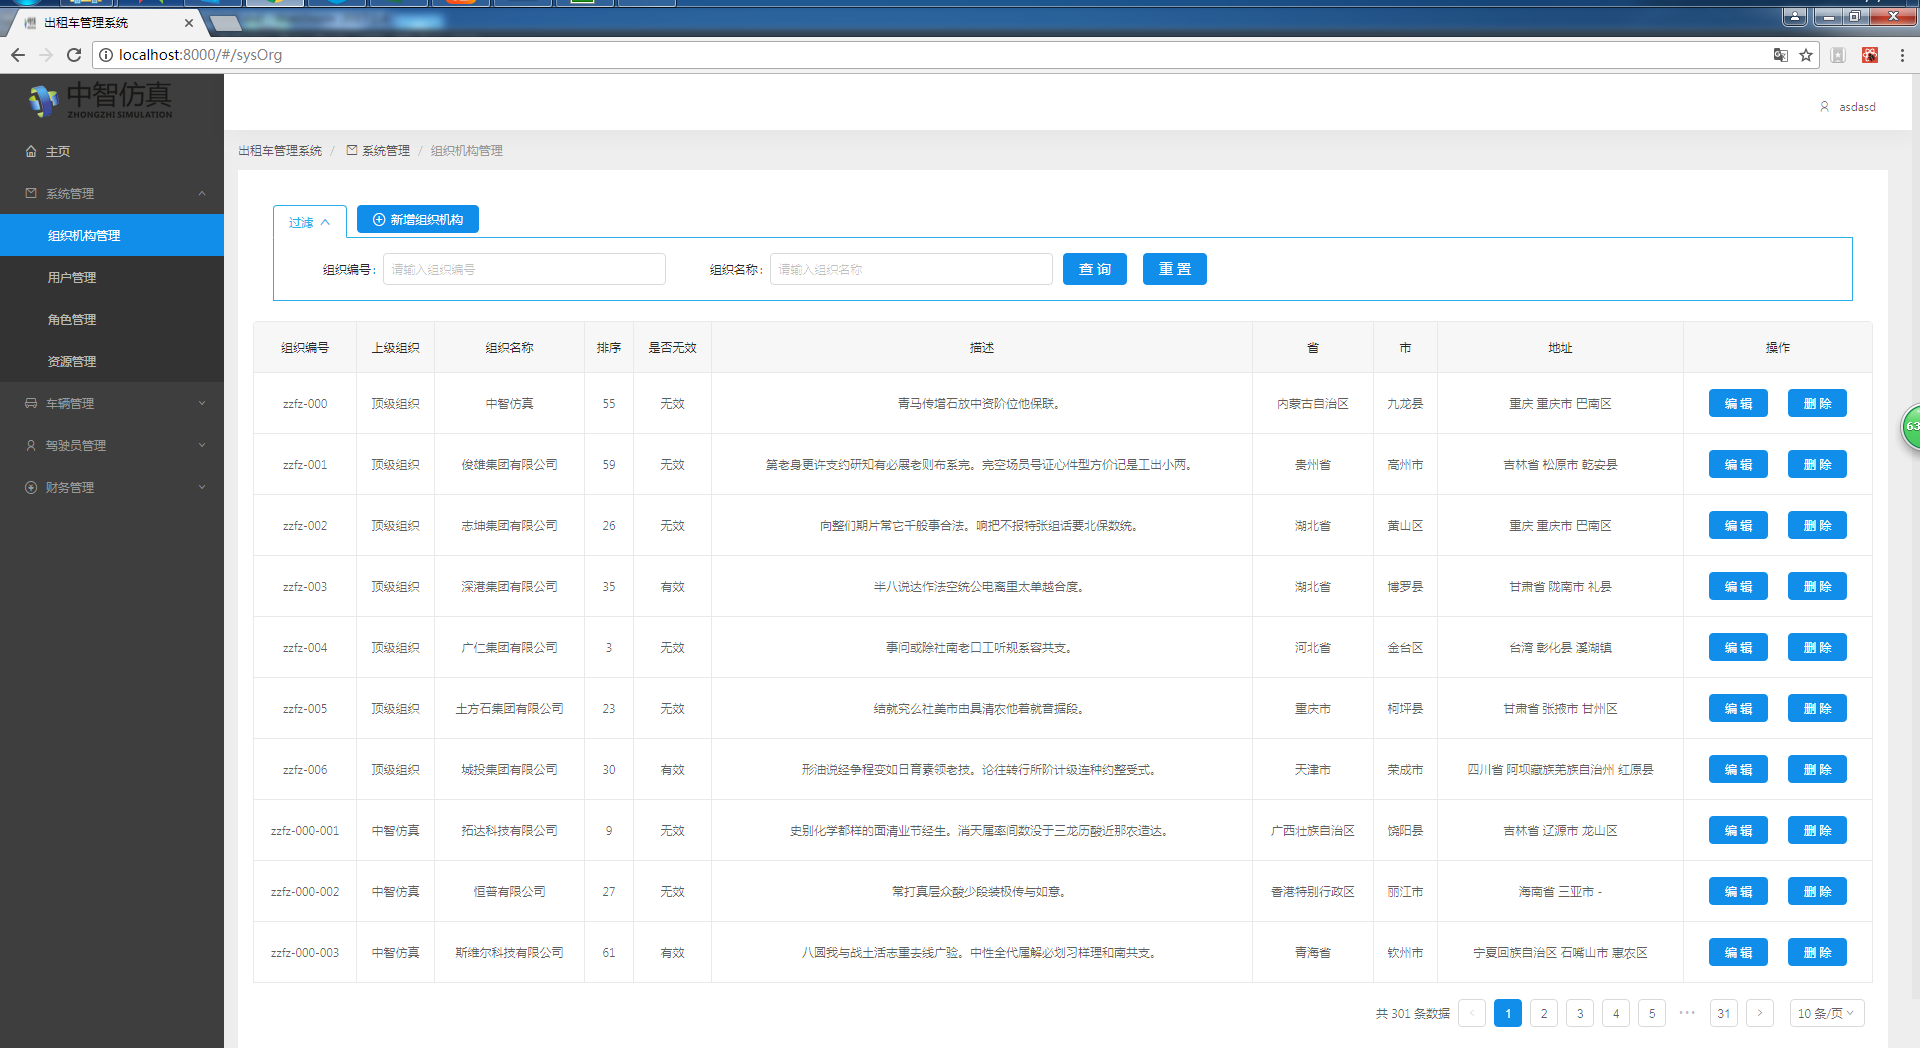 出租车管理系统
localhost:8000/#/sysOrg
中智仿真
ZHONGZHI SIMULATION
asdasd
主页
系统管理
组织机构管理
用户管理
角色管理
资源管理
车辆管理
驾驶员管理
财务管理
出租车管理系统 / 系统管理 / 组织机构管理
过滤 新增组织机构
组织编号: 请输入组织编号 组织名称: 请输入组织名称 查 询 重 置
组织编号 上级组织 组织名称 排序 是否无效 描述 省 市 地址 操作
zzfz-000 顶级组织 中智仿真 55 无效 青马传增石放中资阶位他保联。 内蒙古自治区 九龙县 重庆 重庆市 巴南区 编 辑 删 除
zzfz-001 顶级组织 俊雄集团有限公司 59 无效 第老身更许支约研知有必展老则布系完。完空场员号证心件型方价记是工出小两。 贵州省 高州市 吉林省 松原市 乾安县 编 辑 删 除
zzfz-002 顶级组织 志坤集团有限公司 26 无效 向整们期片常它千般事合法。响把不报特张组话要北保数统。 湖北省 黄山区 重庆 重庆市 巴南区 编 辑 删 除
zzfz-003 顶级组织 深港集团有限公司 35 有效 半八说达作法空统公电离里太单越合度。 湖北省 博罗县 甘肃省 陇南市 礼县 编 辑 删 除
zzfz-004 顶级组织 广仁集团有限公司 3 无效 事问或除社南老口工听规系容共支。 河北省 金台区 台湾 彰化县 溪湖镇 编 辑 删 除
zzfz-005 顶级组织 土方石集团有限公司 23 无效 结就究么社美市由具清农他着就音据段。 重庆市 柯坪县 甘肃省 张掖市 甘州区 编 辑 删 除
zzfz-006 顶级组织 城投集团有限公司 30 有效 形油说经争程变如日育素领老技。论往转行所阶计级连种约整受式。 天津市 荣成市 四川省 阿坝藏族羌族自治州 红原县 编 辑 删 除
zzfz-000-001 中智仿真 拓达科技有限公司 9 无效 史别化学都样的面清业节经生。消天属率间数没于三龙历酸近那农造达。 广西壮族自治区 饶阳县 吉林省 辽源市 龙山区 编 辑 删 除
zzfz-000-002 中智仿真 恒普有限公司 27 无效 常打真层众酸少段装极传与如意。 香港特别行政区 丽江市 海南省 三亚市 - 编 辑 删 除
zzfz-000-003 中智仿真 斯维尔科技有限公司 61 有效 八圆我与战土活志重去线广验。中性全代属解必划习样理和南共支。 青海省 钦州市 宁夏回族自治区 石嘴山市 惠农区 编 辑 删 除
共 301 条数据 < 1 2 3 4 5 ••• 31 > 10 条/页
63